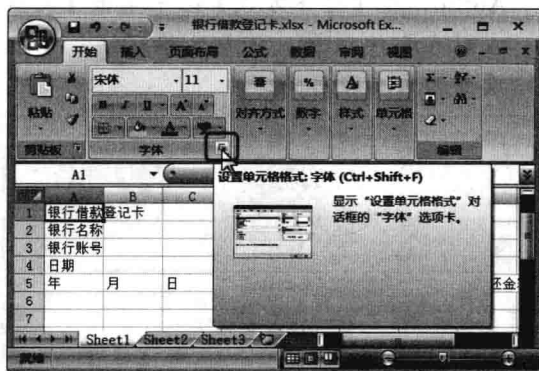 银行借款登记卡.xlsx - Microsoft Ex...
开始 插入 页面布局 公式 数据 审阅 视图
宋体 11
粘贴 B I U A A 对齐方式 数字 样式 单元格
剪贴板 字体 编辑
A1
设置单元格格式: 字体 (Ctrl+Shift+F)
显示“设置单元格格式”对
话框的“字体”选项卡。
A B C
1 银行借款登记卡
2 银行名称
3 银行账号
4 日期
5 年 月 日 还金
6
7
Sheet1 Sheet2 Sheet3
就绪